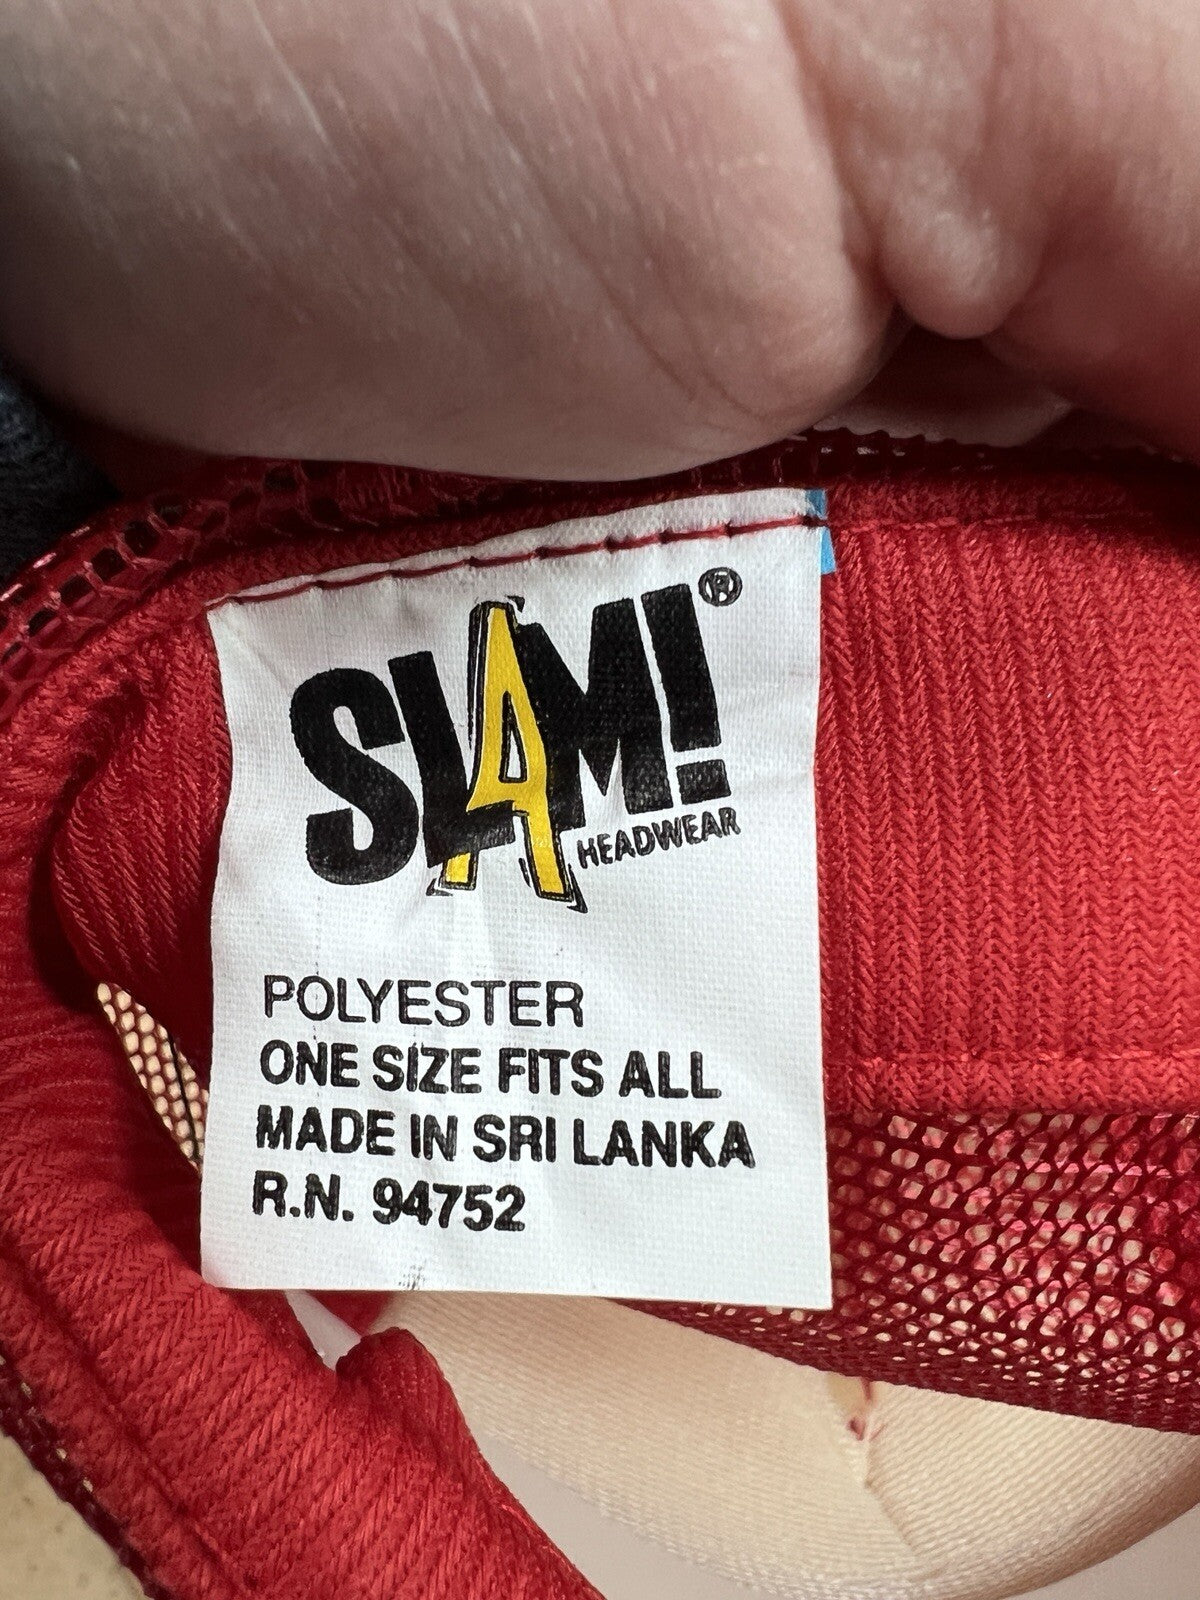 SLAM! ®
HEADWEAR
POLYESTER
ONE SIZE FITS ALL
MADE IN SRI LANKA
R.N. 94752